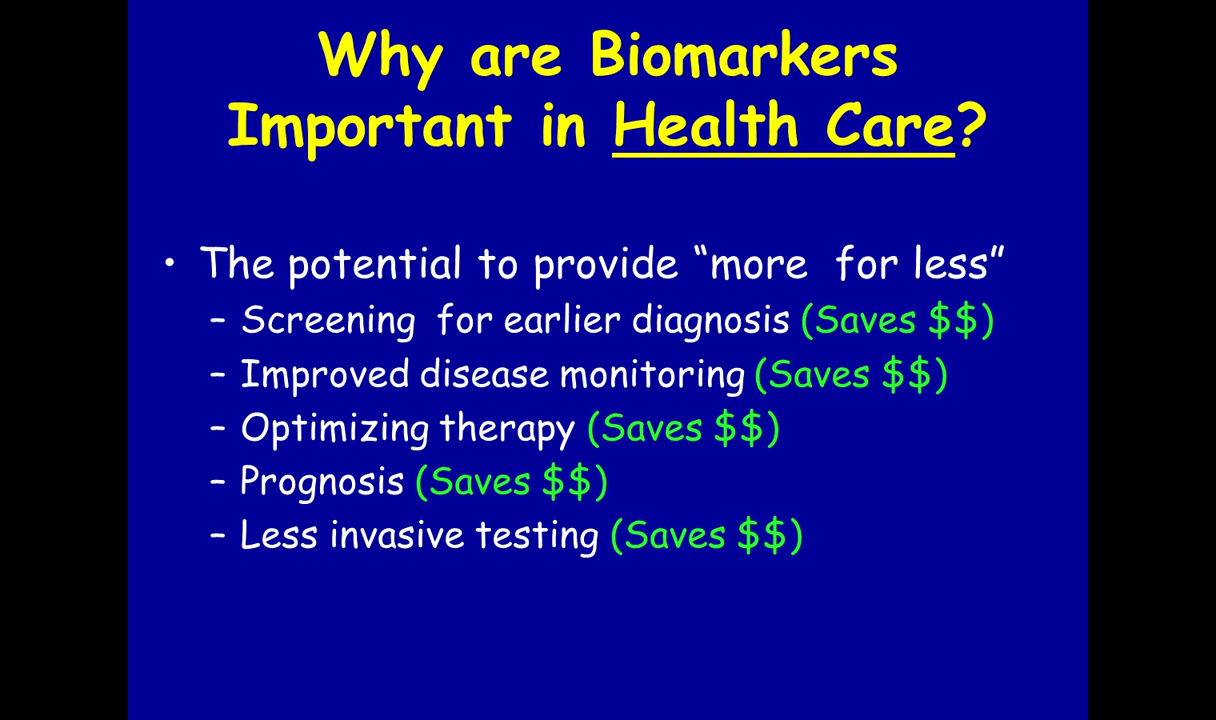 Why are Biomarkers
Important in Health Care?
• The potential to provide “more  for less”
– Screening  for earlier diagnosis (Saves $$)
– Improved disease monitoring (Saves $$)
– Optimizing therapy (Saves $$)
– Prognosis (Saves $$)
– Less invasive testing (Saves $$)